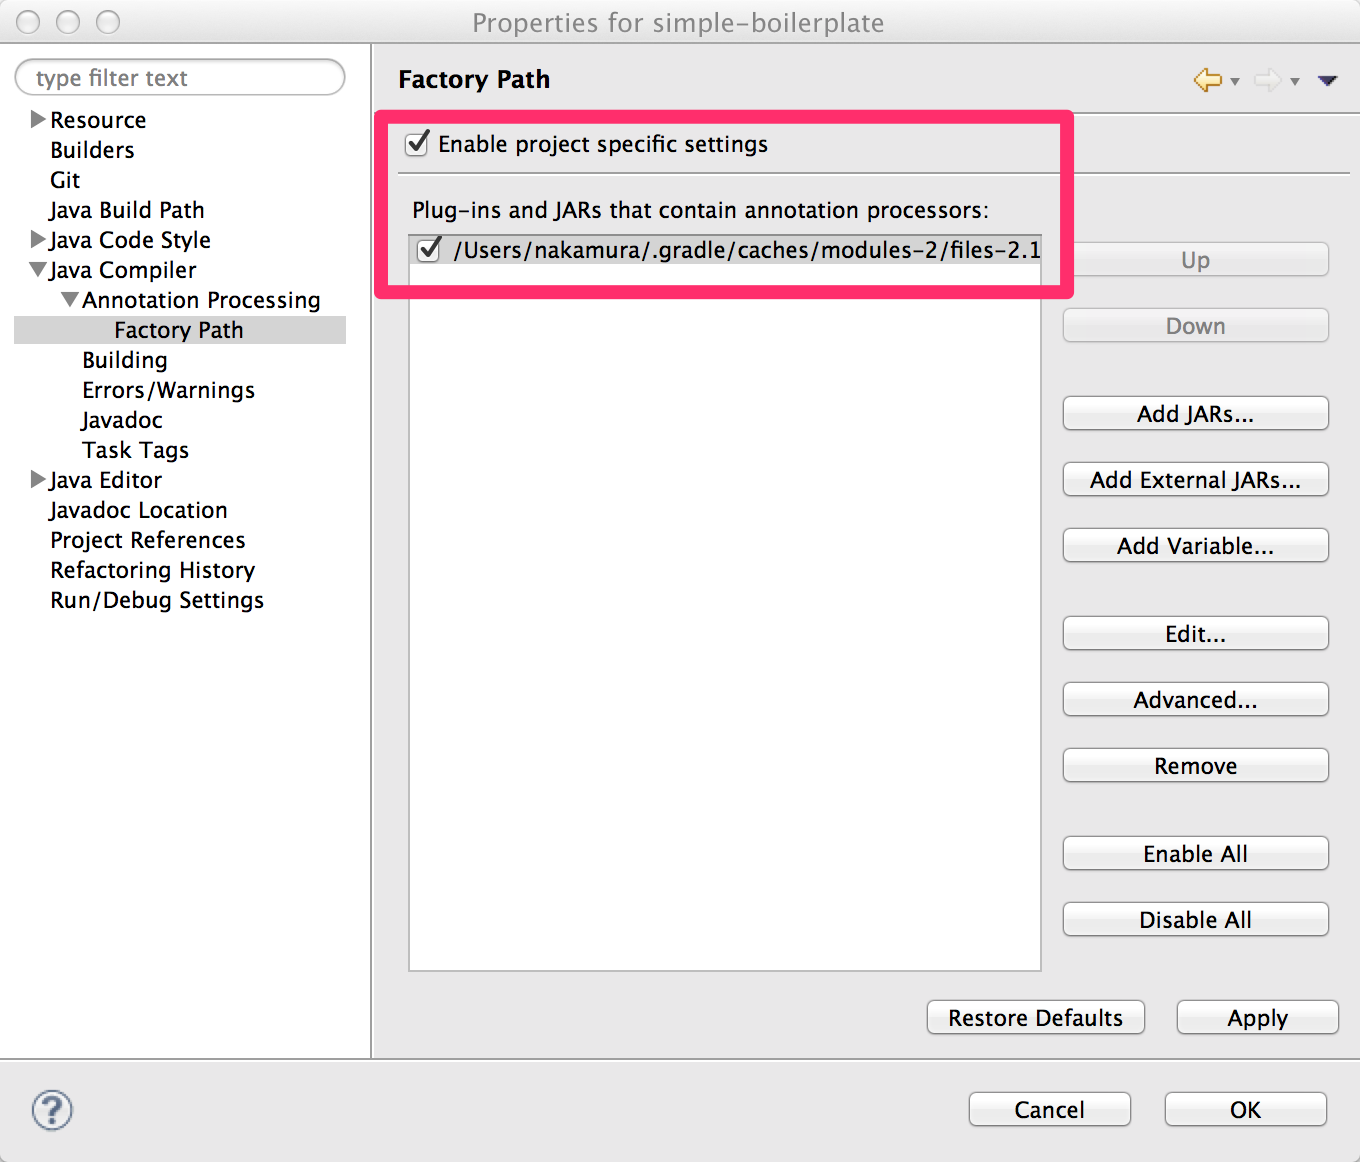 Properties for simple-boilerplate
type filter text
Resource
Builders
Git
Java Build Path
Java Code Style
Java Compiler
Annotation Processing
Factory Path
Building
Errors/Warnings
Javadoc
Task Tags
Java Editor
Javadoc Location
Project References
Refactoring History
Run/Debug Settings
Factory Path
Enable project specific settings
Plug-ins and JARs that contain annotation processors:
/Users/nakamura/.gradle/caches/modules-2/files-2.1
Up
Down
Add JARs...
Add External JARs...
Add Variable...
Edit...
Advanced...
Remove
Enable All
Disable All
Restore Defaults
Apply
?
Cancel
OK